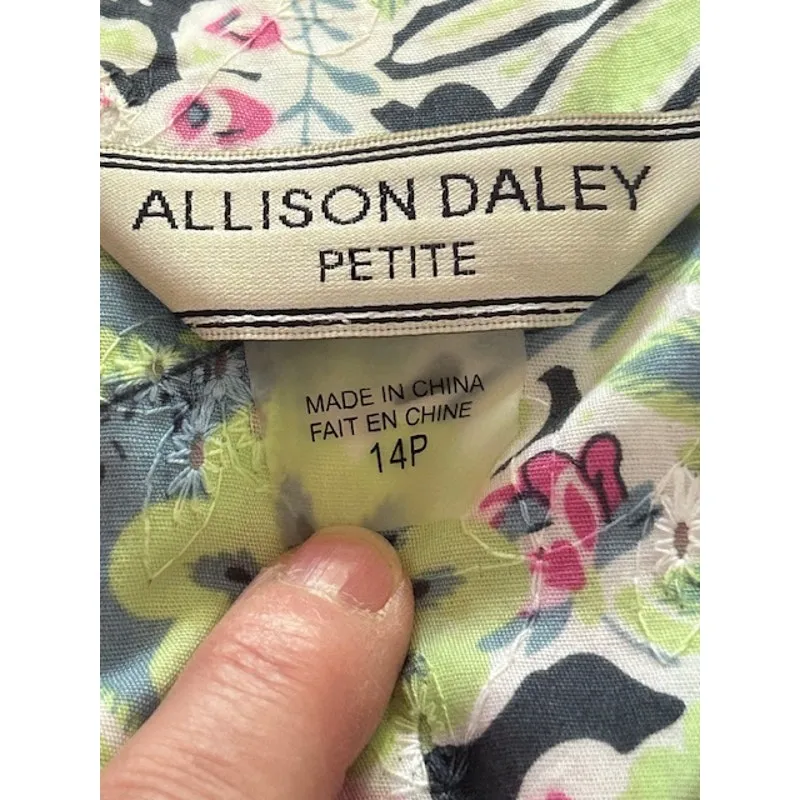 ALLISON DALEY
PETITE
MADE IN CHINA
FAIT EN CHINE
14P